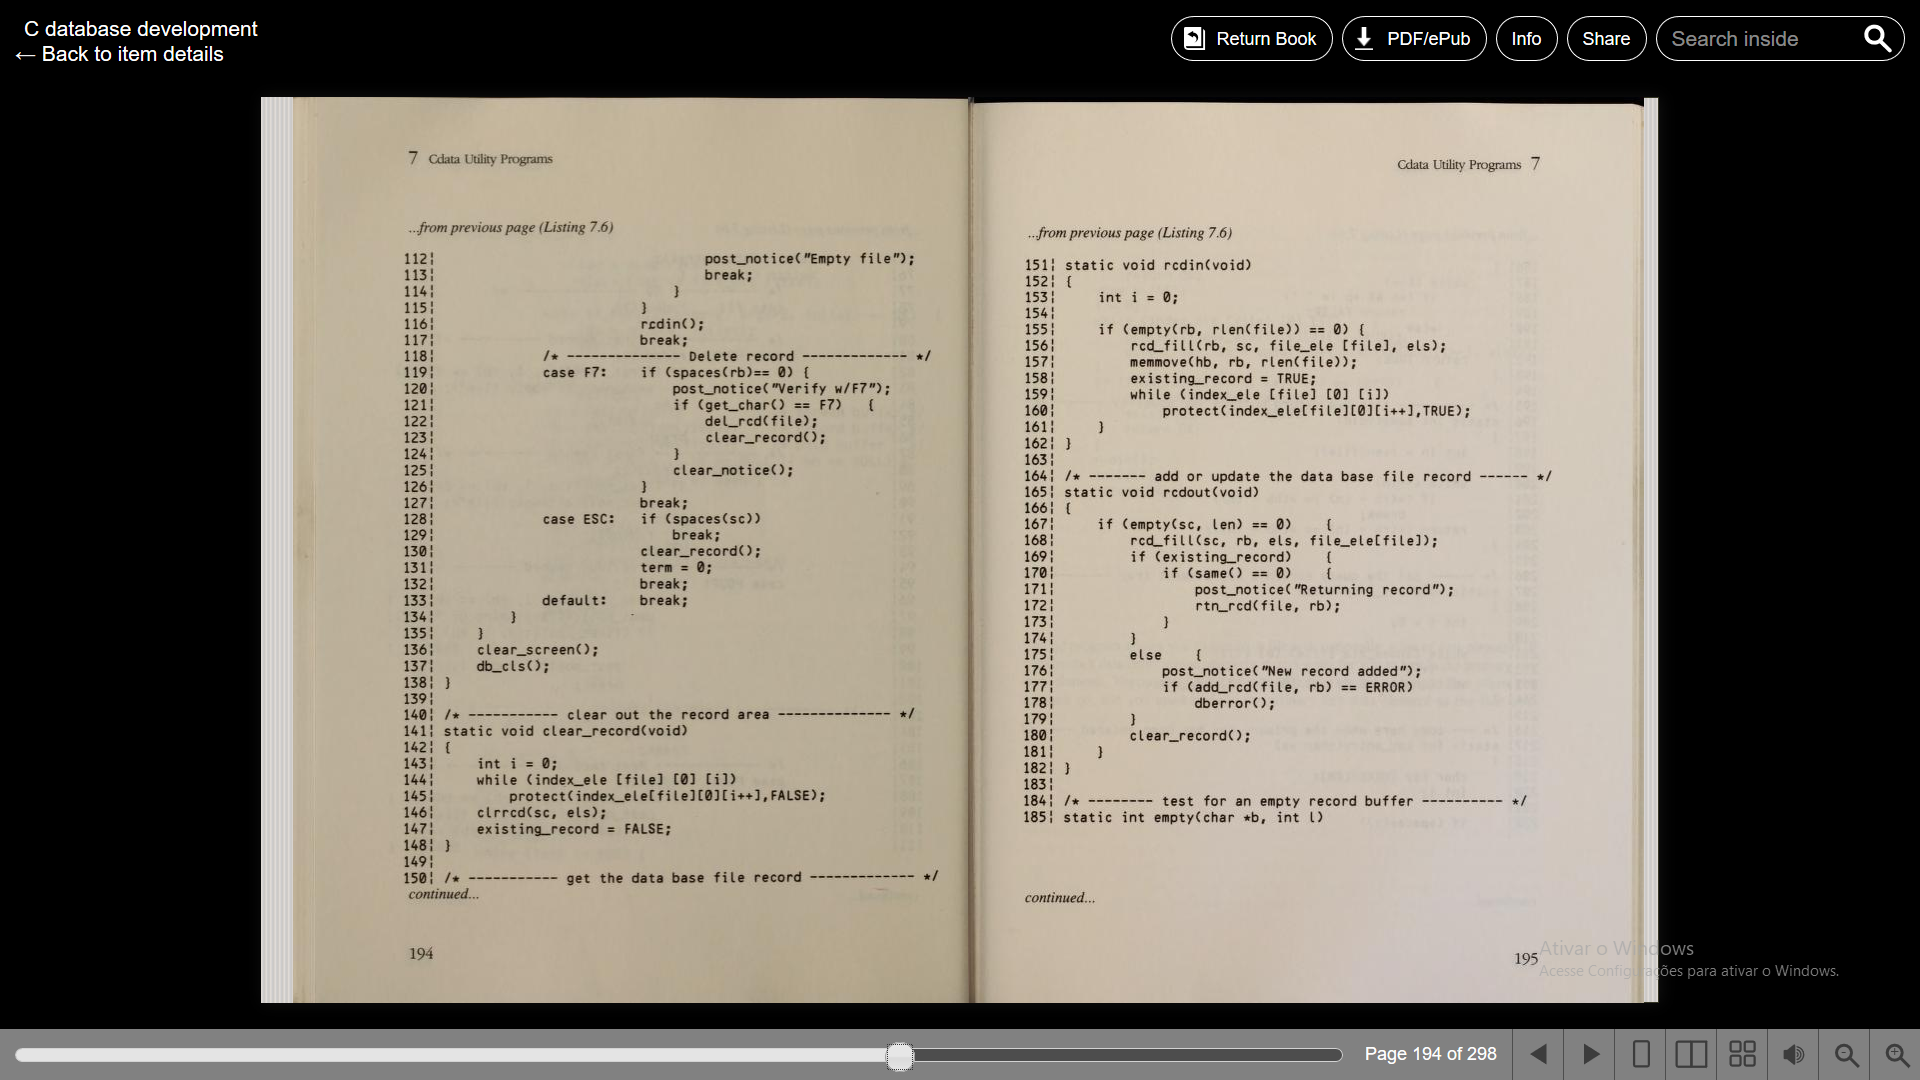 C database development
← Back to item details
Return Book
PDF/ePub
Info
Share
Search inside
7 Cdata Utility Programs
...from previous page (Listing 7.6)
112¦ post_notice("Empty file");
113¦ break;
114¦ }
115¦ }
116¦ rcdin();
117¦ break;
118¦ /* -------------- Delete record ------------- */
119¦ case F7: if (spaces(rb)== 0) {
120¦ post_notice("Verify w/F7");
121¦ if (get_char() == F7) {
122¦ del_rcd(file);
123¦ clear_record();
124¦ }
125¦ clear_notice();
126¦ }
127¦ break;
128¦ case ESC: if (spaces(sc))
129¦ break;
130¦ clear_record();
131¦ term = 0;
132¦ break;
133¦ default: break;
134¦ }
135¦ }
136¦ clear_screen();
137¦ db_cls();
138¦ }
139¦
140¦ /* ----------- clear out the record area -------------- */
141¦ static void clear_record(void)
142¦ {
143¦ int i = 0;
144¦ while (index_ele [file] [0] [i])
145¦ protect(index_ele[file][0][i++],FALSE);
146¦ clrrcd(sc, els);
147¦ existing_record = FALSE;
148¦ }
149¦
150¦ /* ----------- get the data base file record ------------- */
continued...
194
Cdata Utility Programs 7
...from previous page (Listing 7.6)
151¦ static void rcdin(void)
152¦ {
153¦ int i = 0;
154¦
155¦ if (empty(rb, rlen(file)) == 0) {
156¦ rcd_fill(rb, sc, file_ele [file], els);
157¦ memmove(hb, rb, rlen(file));
158¦ existing_record = TRUE;
159¦ while (index_ele [file] [0] [i])
160¦ protect(index_ele[file][0][i++],TRUE);
161¦ }
162¦ }
163¦
164¦ /* ------- add or update the data base file record ------ */
165¦ static void rcdout(void)
166¦ {
167¦ if (empty(sc, len) == 0) {
168¦ rcd_fill(sc, rb, els, file_ele[file]);
169¦ if (existing_record) {
170¦ if (same() == 0) {
171¦ post_notice("Returning record");
172¦ rtn_rcd(file, rb);
173¦ }
174¦ }
175¦ else {
176¦ post_notice("New record added");
177¦ if (add_rcd(file, rb) == ERROR)
178¦ dberror();
179¦ }
180¦ clear_record();
181¦ }
182¦ }
183¦
184¦ /* -------- test for an empty record buffer ---------- */
185¦ static int empty(char *b, int l)
continued...
195
Ativar o Windows
Acesse Configurações para ativar o Windows.
Page 194 of 298